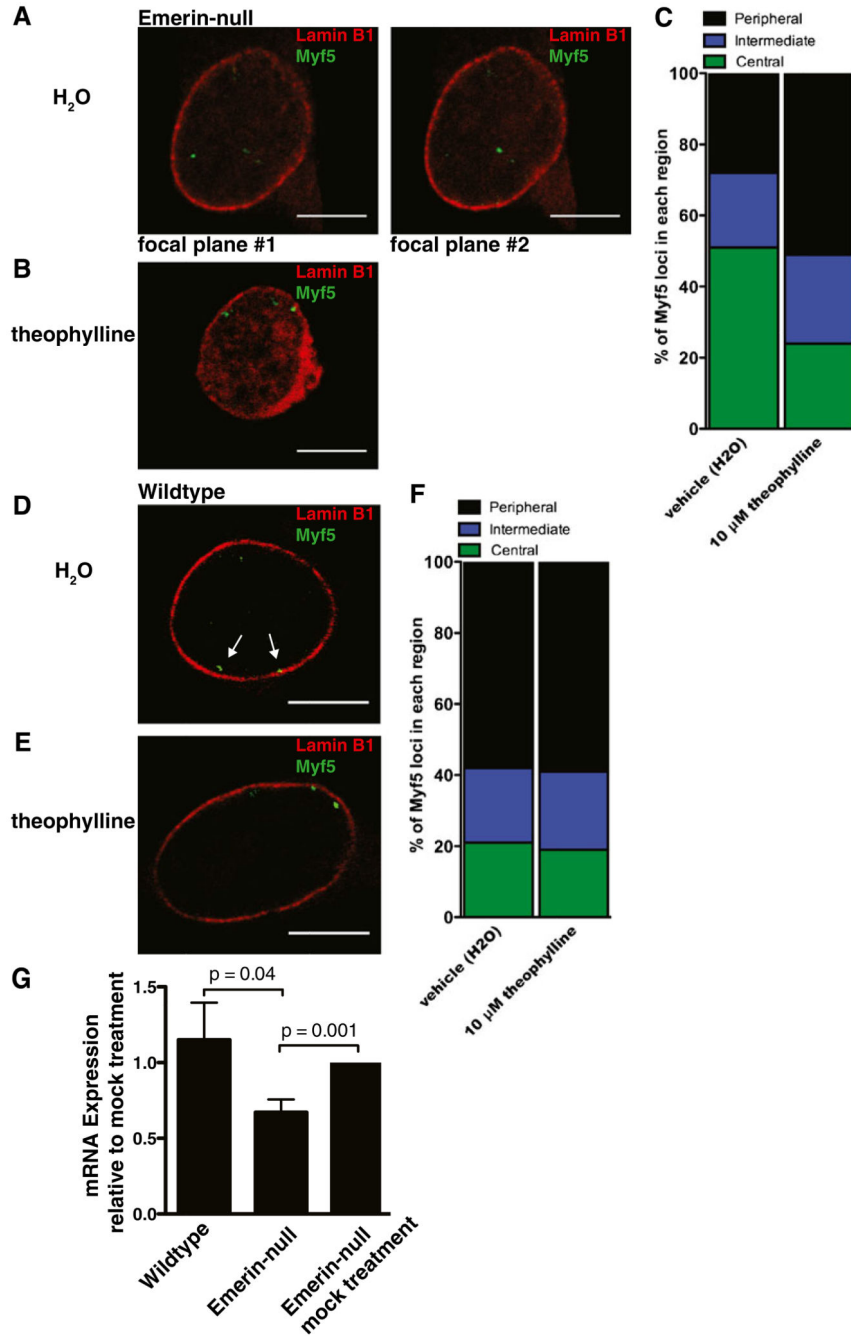 A
Emerin-null
Lamin B1
Myf5
Lamin B1
Myf5
H₂O
focal plane #1
focal plane #2
B
Lamin B1
Myf5
theophylline
C
Peripheral
Intermediate
Central
% of Myf5 loci in each region
100
80
60
40
20
0
vehicle (H2O)
10 µM theophylline
D
Wildtype
Lamin B1
Myf5
H₂O
E
Lamin B1
Myf5
theophylline
F
Peripheral
Intermediate
Central
% of Myf5 loci in each region
100
80
60
40
20
0
vehicle (H2O)
10 µM theophylline
G
mRNA Expression
relative to mock treatment
1.5
1.0
0.5
0.0
p = 0.04
p = 0.001
Wildtype
Emerin-null
Emerin-null
mock treatment